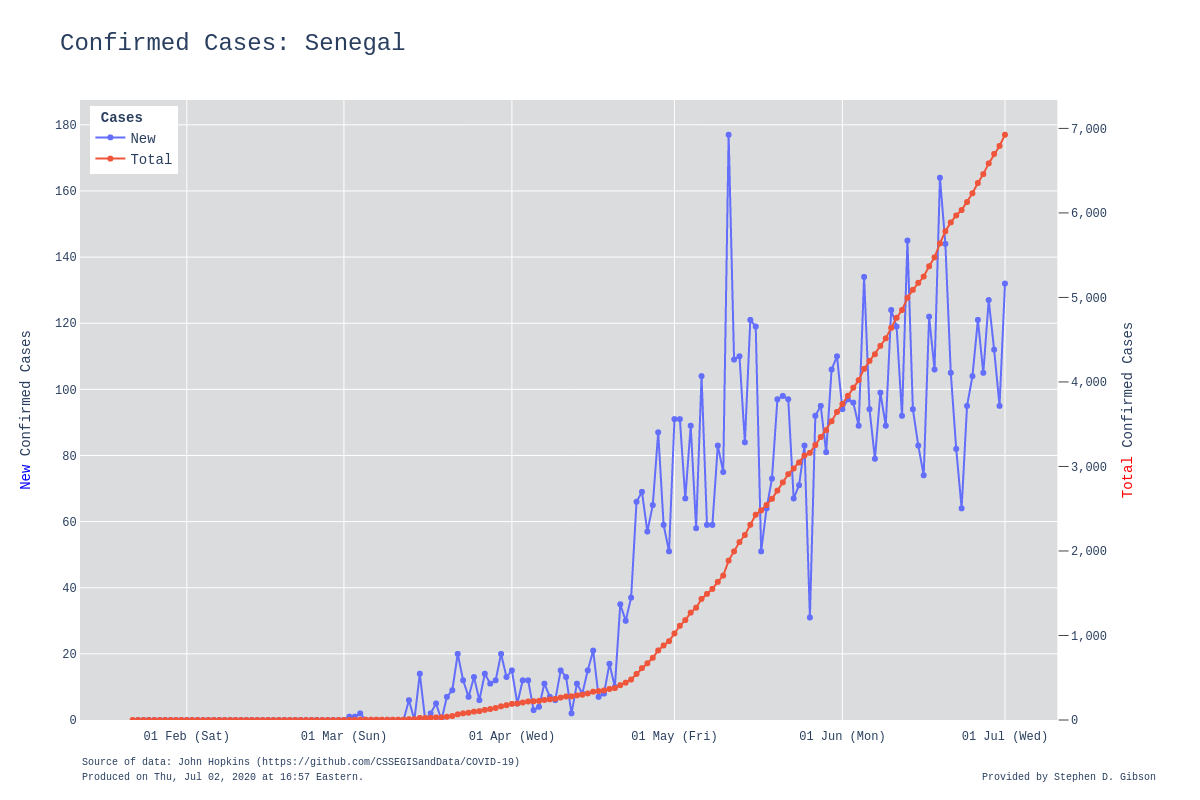 Confirmed Cases: Senegal
Cases
New
Total
180
160
140
120
100
80
60
40
20
0
New Confirmed Cases
7,000
6,000
5,000
4,000
3,000
2,000
1,000
0
Total Confirmed Cases
01 Feb (Sat) 01 Mar (Sun) 01 Apr (Wed) 01 May (Fri) 01 Jun (Mon) 01 Jul (Wed)
Source of data: John Hopkins (https://github.com/CSSEGISandData/COVID-19)
Produced on Thu, Jul 02, 2020 at 16:57 Eastern.
Provided by Stephen D. Gibson